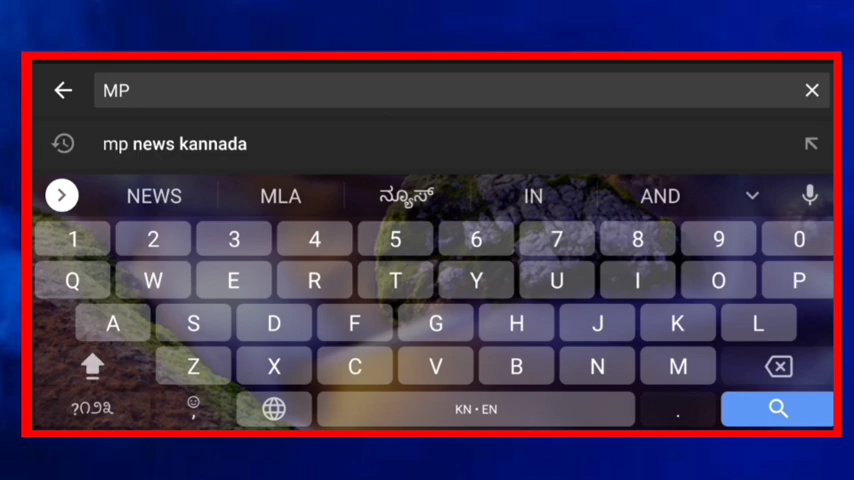 MP
mp news kannada
NEWS MLA ನ್ಯೂಸ್ IN AND
1 2 3 4 5 6 7 8 9 0
Q W E R T Y U I O P
A S D F G H J K L
Z X C V B N M
?೧೨೩ , KN • EN .